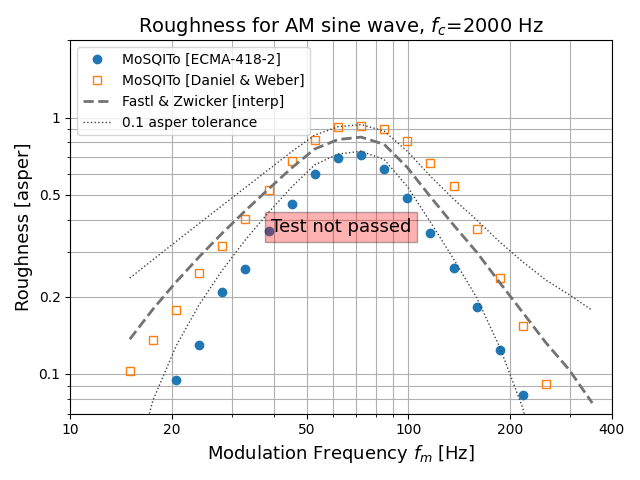 Roughness for AM sine wave, f_c=2000 Hz
MoSQITo [ECMA-418-2]
MoSQITo [Daniel & Weber]
Fastl & Zwicker [interp]
0.1 asper tolerance
Roughness [asper]
1
0.5
0.2
0.1
Test not passed
10 20 50 100 200 400
Modulation Frequency f_m [Hz]